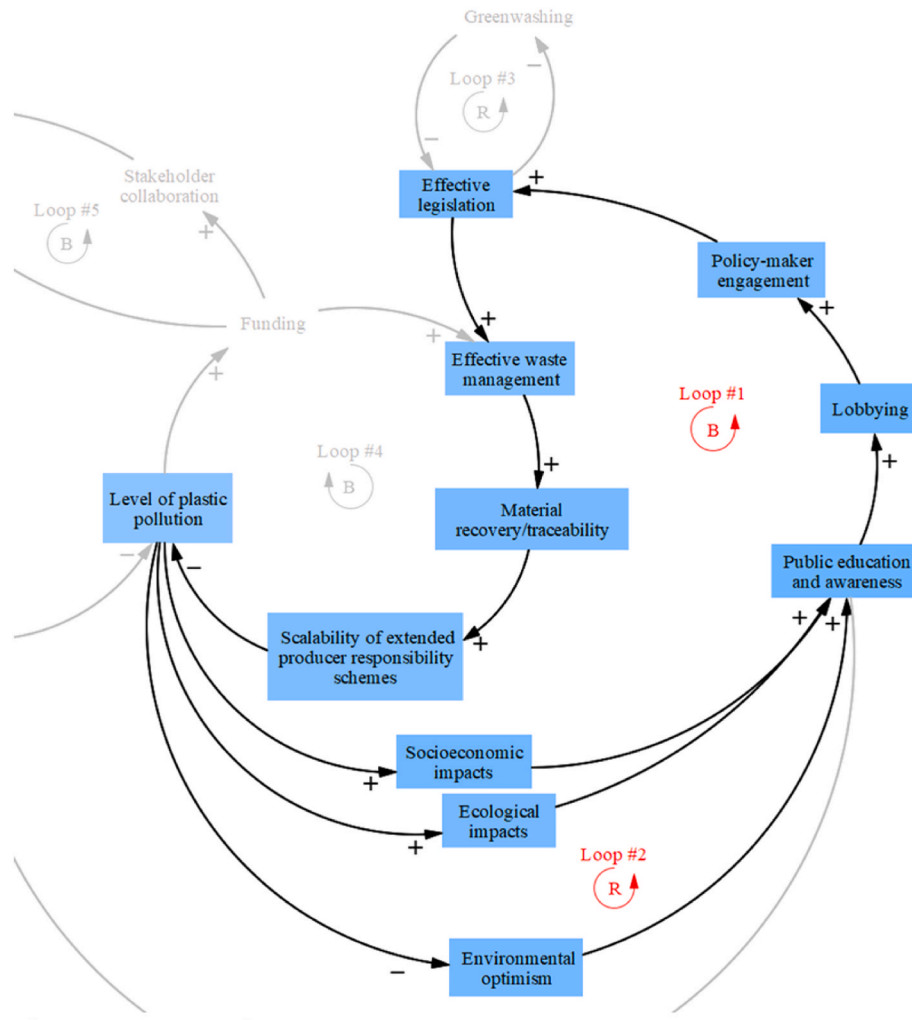 Greenwashing
Loop #3
R
−
−
Stakeholder
collaboration
Effective
legislation
+
Loop #5
B
+
Policy-maker
engagement
+
Funding
+
+
+
Effective waste
management
Loop #1
B
Lobbying
+
Loop #4
B
+
Level of plastic
pollution
Material
recovery/traceability
−
−
Public education
and awareness
+
+
Scalability of extended
producer responsibility
schemes
+
Socioeconomic
impacts
+
Ecological
impacts
+
Loop #2
R
Environmental
optimism
−